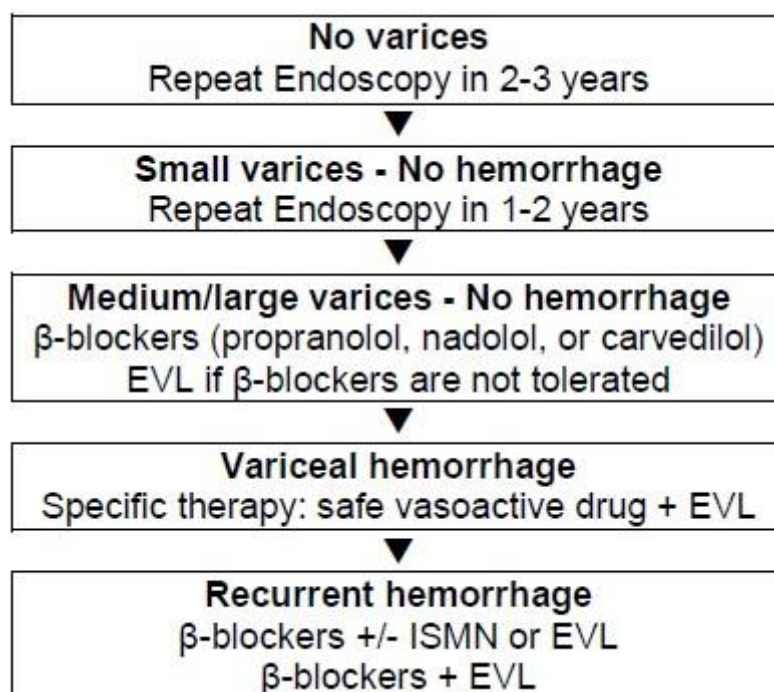 No varices
Repeat Endoscopy in 2-3 years
Small varices - No hemorrhage
Repeat Endoscopy in 1-2 years
Medium/large varices - No hemorrhage
β-blockers (propranolol, nadolol, or carvedilol)
EVL if β-blockers are not tolerated
Variceal hemorrhage
Specific therapy: safe vasoactive drug + EVL
Recurrent hemorrhage
β-blockers +/- ISMN or EVL
β-blockers + EVL